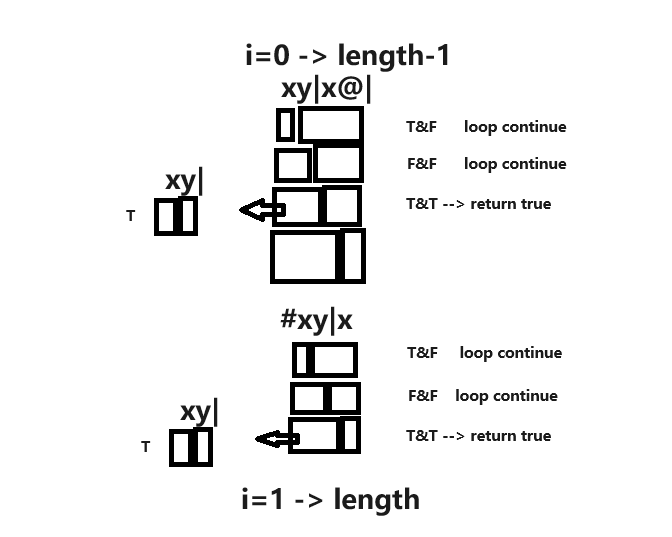 i=0 -> length-1
xy|x@|
T&F loop continue
F&F loop continue
xy|
T
T&T --> return true
#xy|x
T&F loop continue
F&F loop continue
xy|
T
T&T --> return true
i=1 -> length